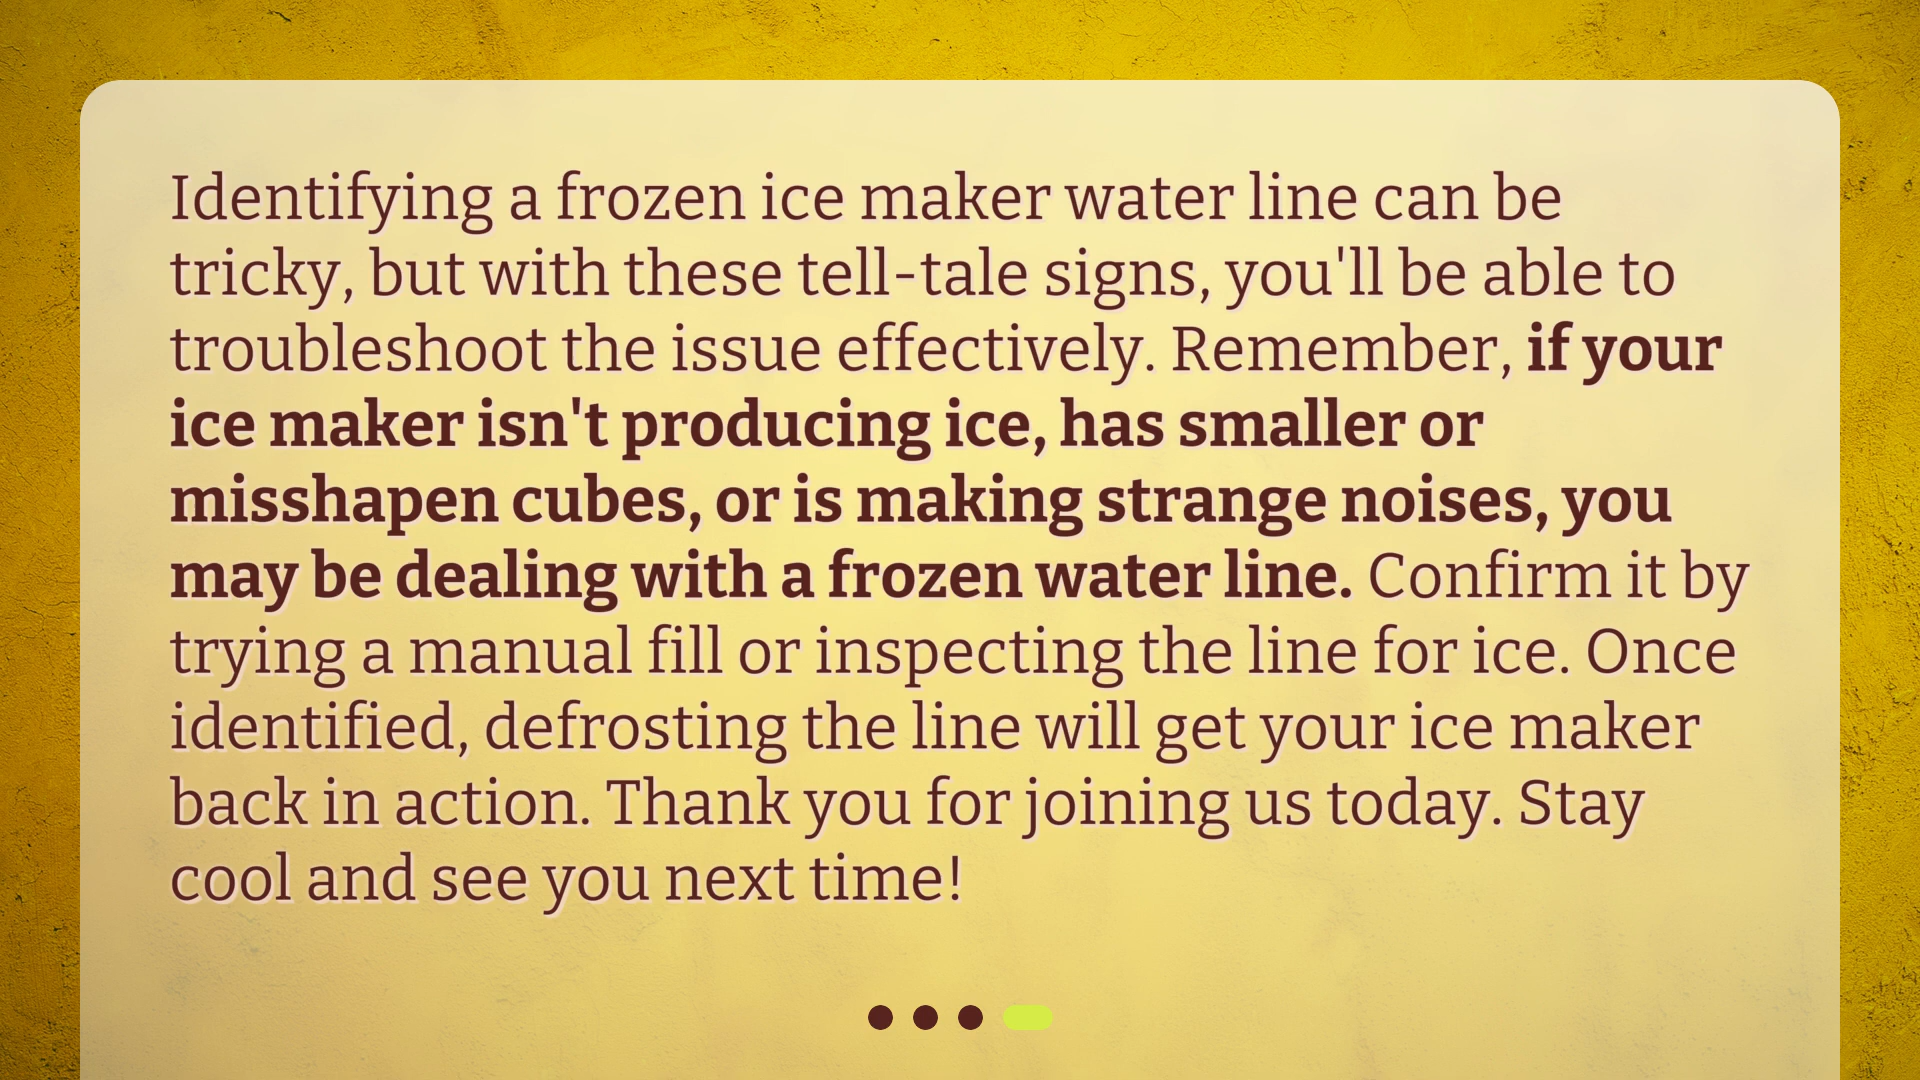 Identifying a frozen ice maker water line can be
tricky, but with these tell-tale signs, you'll be able to
troubleshoot the issue effectively. Remember, if your
ice maker isn't producing ice, has smaller or
misshapen cubes, or is making strange noises, you
may be dealing with a frozen water line. Confirm it by
trying a manual fill or inspecting the line for ice. Once
identified, defrosting the line will get your ice maker
back in action. Thank you for joining us today. Stay
cool and see you next time!